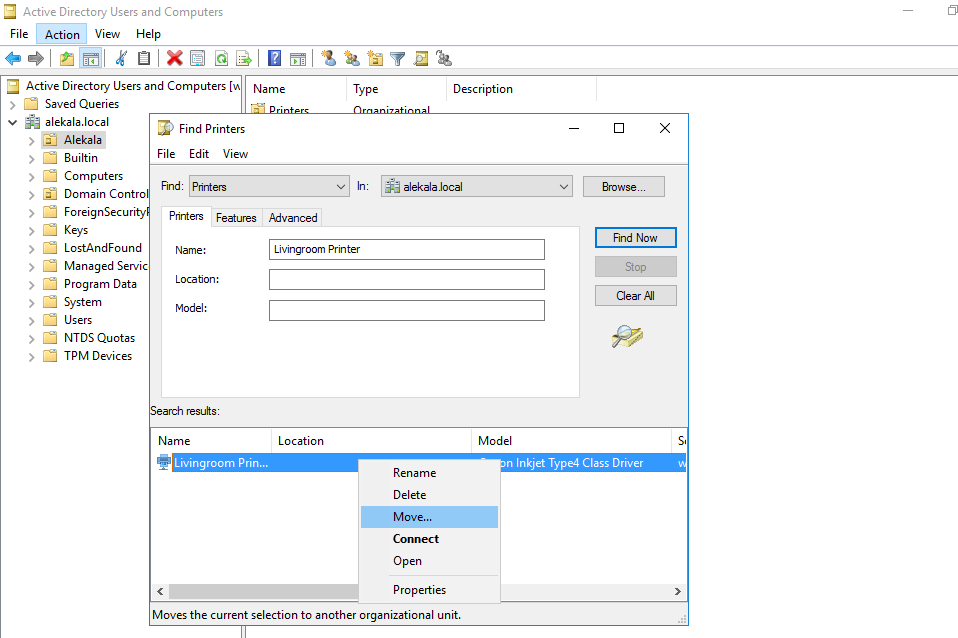 Active Directory Users and Computers
File Action View Help
Active Directory Users and Computers [w
Saved Queries
alekala.local
Alekala
Builtin
Computers
Domain Control
ForeignSecurityP
Keys
LostAndFound
Managed Servic
Program Data
System
Users
NTDS Quotas
TPM Devices
Name Type Description
Printers Organizational
Find Printers
File Edit View
Find: Printers In: alekala.local Browse...
Printers Features Advanced
Name: Livingroom Printer
Location:
Model:
Find Now
Stop
Clear All
Search results:
Name Location Model Se
Livingroom Prin... on Inkjet Type4 Class Driver w
Rename
Delete
Move...
Connect
Open
Properties
Moves the current selection to another organizational unit.